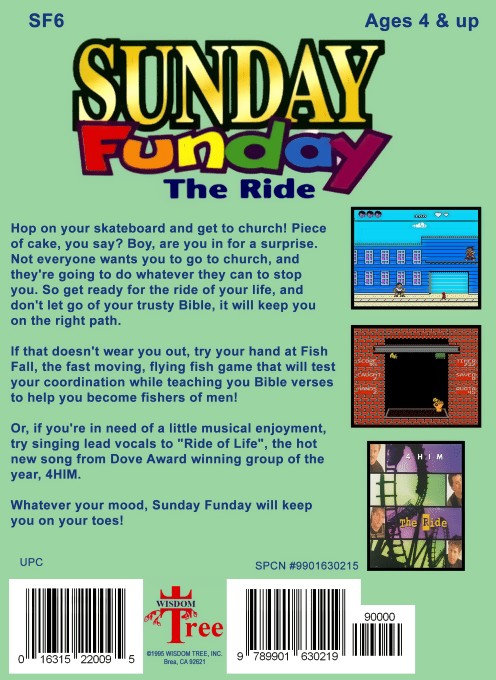 SF6
Ages 4 & up
SUNDAY
Funday
The Ride
Hop on your skateboard and get to church! Piece
of cake, you say? Boy, are you in for a surprise.
Not everyone wants you to go to church, and
they're going to do whatever they can to stop
you. So get ready for the ride of your life, and
don't let go of your trusty Bible, it will keep you
on the right path.
If that doesn't wear you out, try your hand at Fish
Fall, the fast moving, flying fish game that will test
your coordination while teaching you Bible verses
to help you become fishers of men!
Or, if you're in need of a little musical enjoyment,
try singing lead vocals to "Ride of Life", the hot
new song from Dove Award winning group of the
year, 4HIM.
Whatever your mood, Sunday Funday will keep
you on your toes!
4 HIM
The Ride
UPC
SPCN #9901630215
0 16315 22009 5
WISDOM
Tree
©1995 WISDOM TREE, INC.
Brea, CA 92621
9 789901 630219
90000